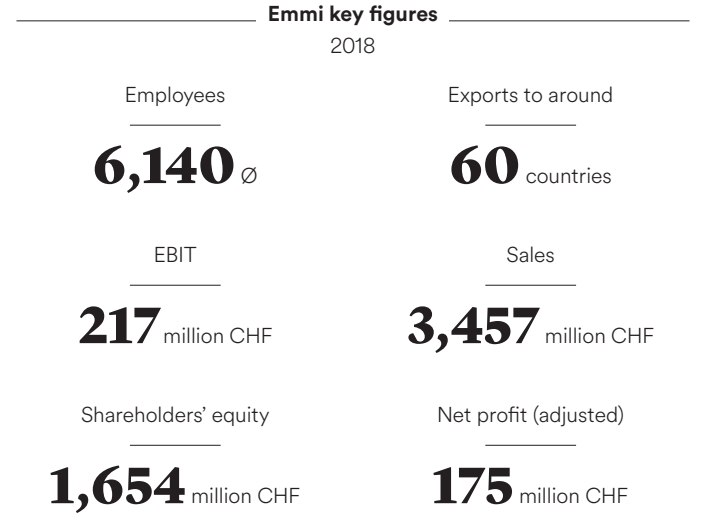 Emmi key figures
2018
Employees
6,140 Ø
Exports to around
60 countries
EBIT
217 million CHF
Sales
3,457 million CHF
Shareholders’ equity
1,654 million CHF
Net profit (adjusted)
175 million CHF